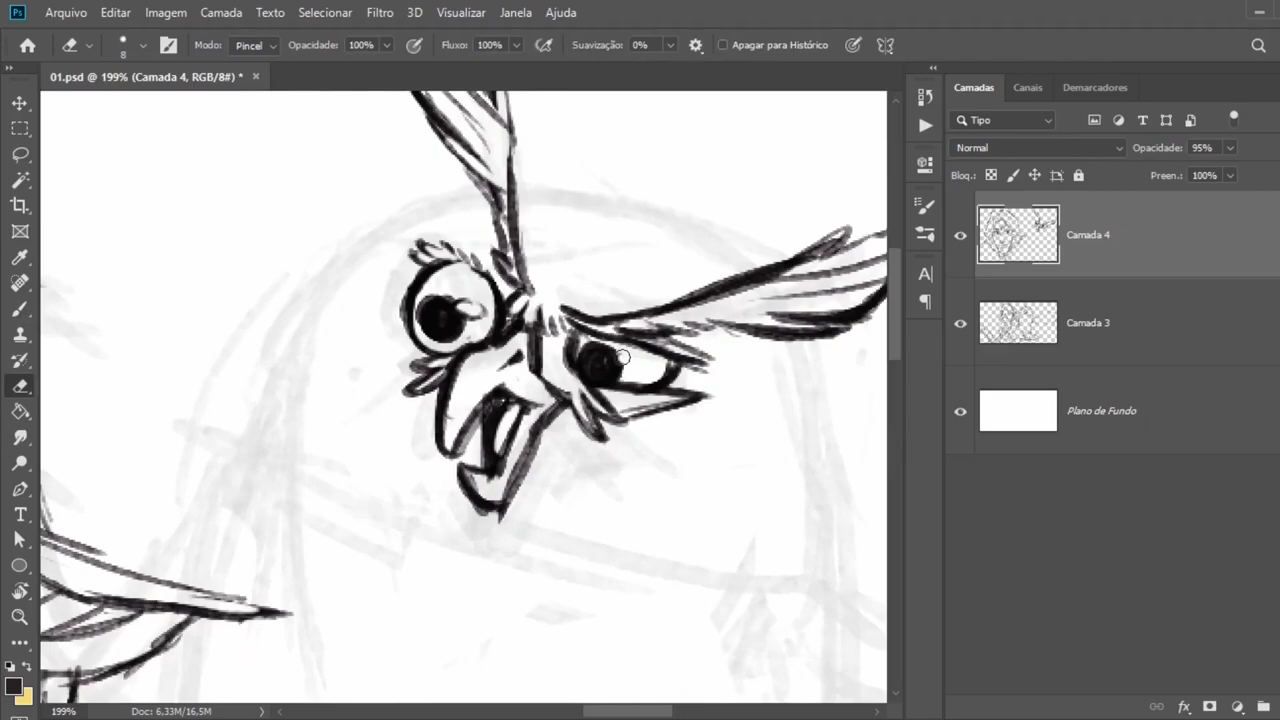 Ps Arquivo Editar Imagem Camada Texto Selecionar Filtro 3D Visualizar Janela Ajuda
8 Modo: Pincel Opacidade: 100% Fluxo: 100% Suavização: 0% Apagar para Histórico
01.psd @ 199% (Camada 4, RGB/8#) *
Camadas Canais Demarcadores
Tipo
Normal Opacidade: 95%
Bloq.: Preen.: 100%
Camada 4
Camada 3
Plano de Fundo
199% Doc: 6,33M/16,5M